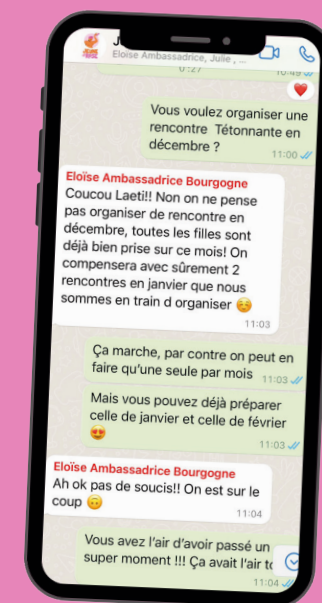 Eloïse Ambassadrice, Julie, ...
0:27
10:49
Vous voulez organiser une
rencontre Tétonnante en
décembre ?
11:00
Eloïse Ambassadrice Bourgogne
Coucou Laeti!! Non on ne pense
pas organiser de rencontre en
décembre, toutes les filles sont
déjà bien prise sur ce mois! On
compensera avec sûrement 2
rencontres en janvier que nous
sommes en train d organiser ☺️
11:03
Ça marche, par contre on peut en
faire qu'une seule par mois
11:03
Mais vous pouvez déjà préparer
celle de janvier et celle de février
😍
11:03
Eloïse Ambassadrice Bourgogne
Ah ok pas de soucis!! On est sur le
coup 🙃
11:04
Vous avez l'air d'avoir passé un
super moment !!! Ça avait l'air
11:04